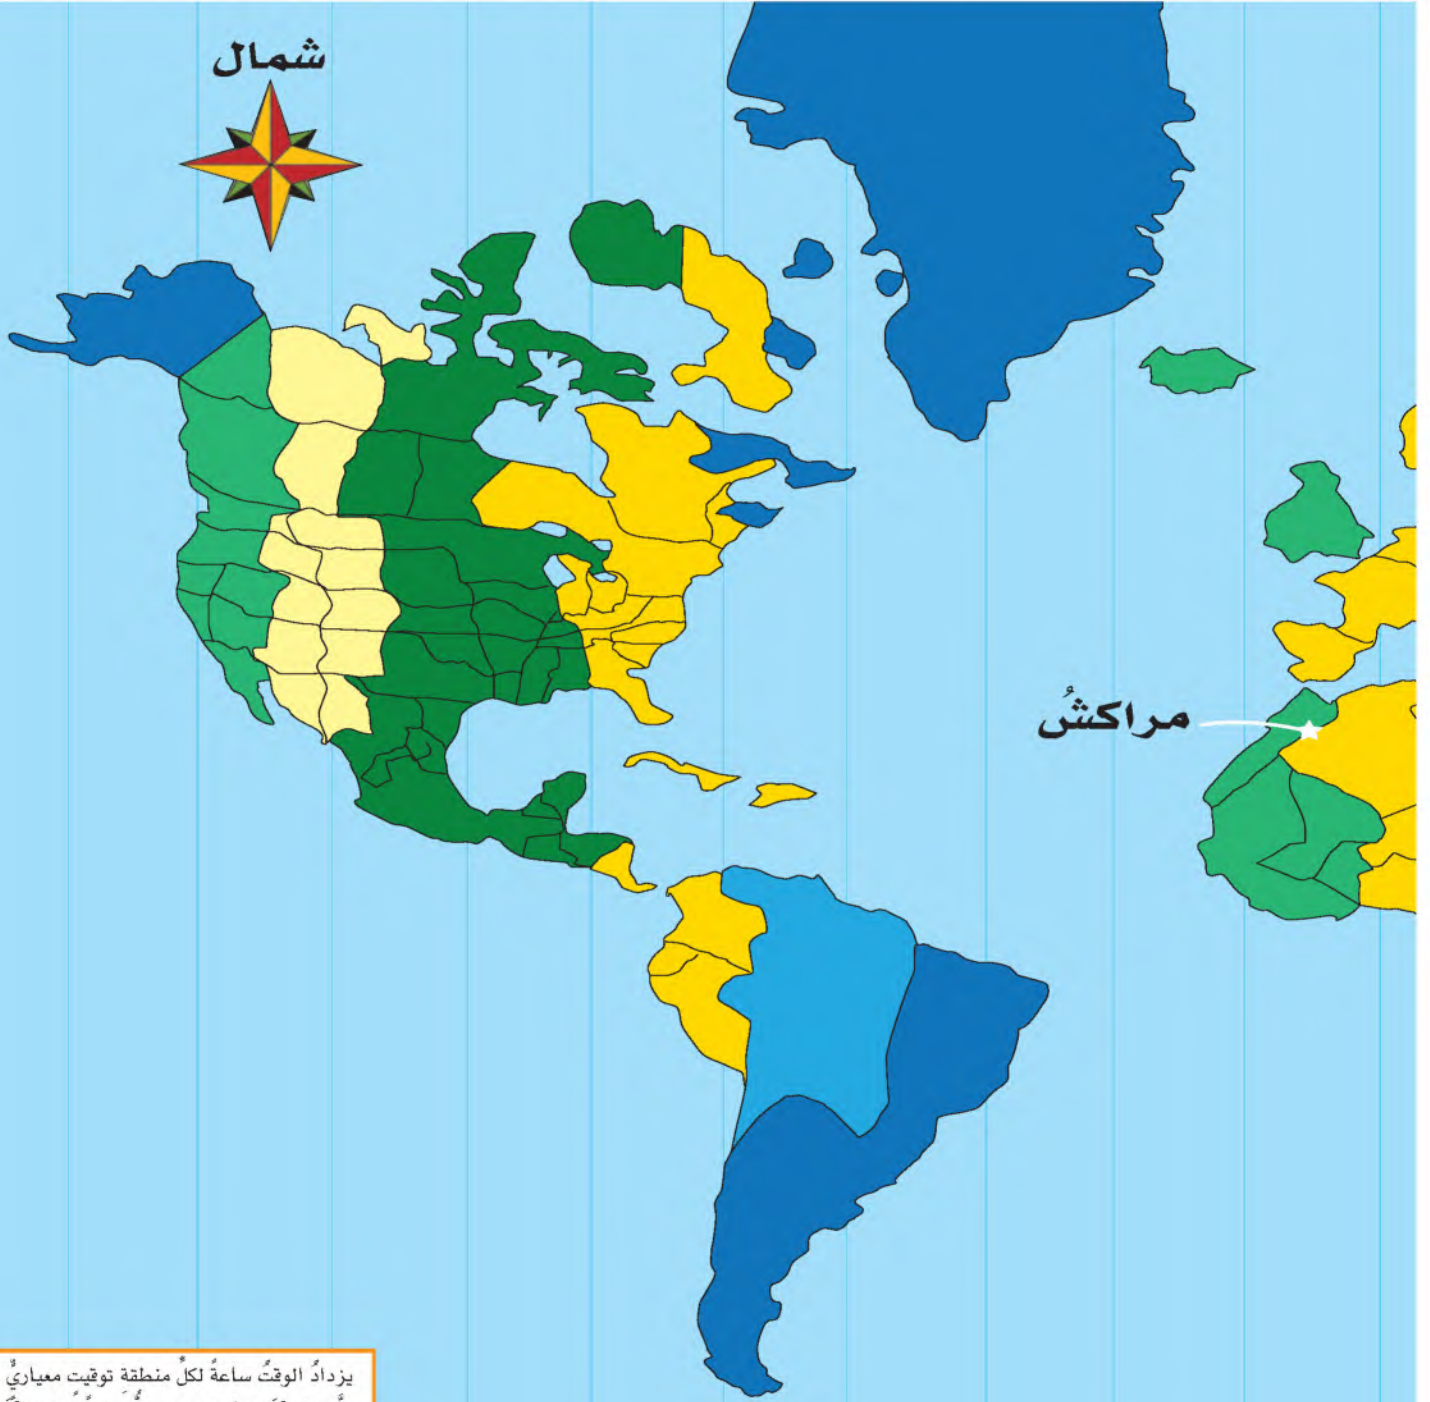 شمال
مراكشُ
يزدادُ الوقتُ ساعةً لكلِّ منطقةِ توقيتٍ معياريٍّ